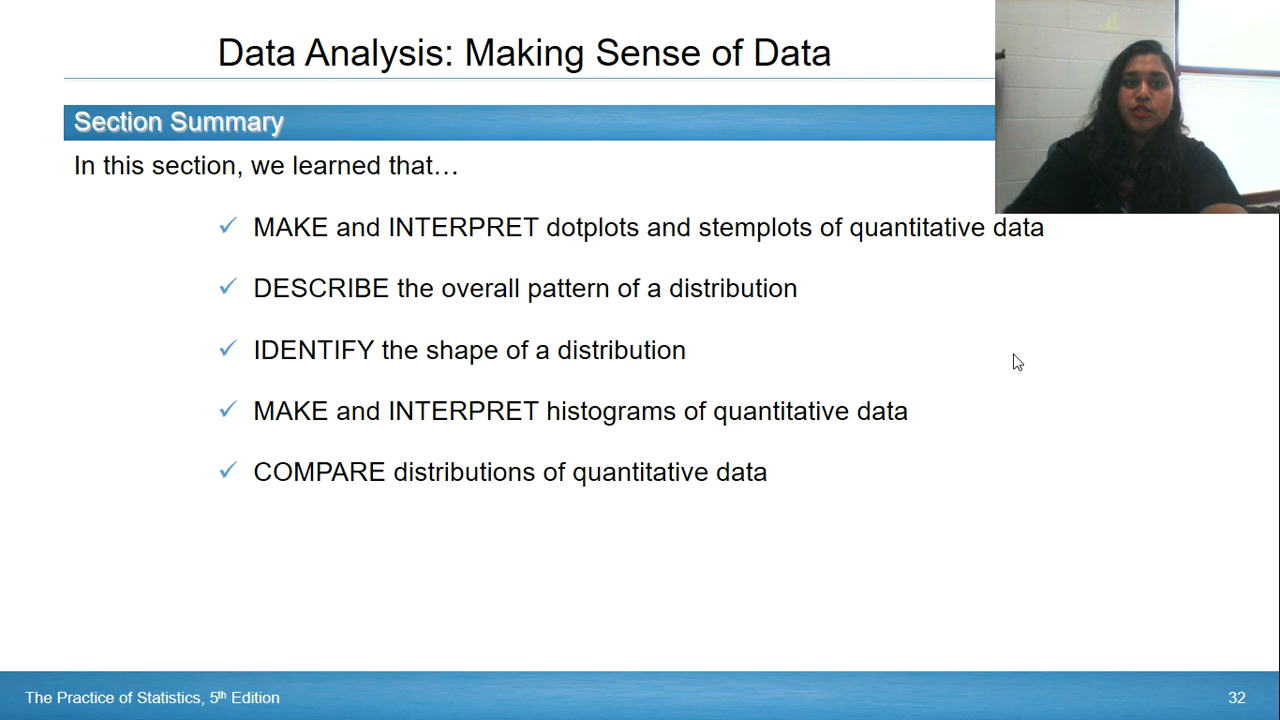 Data Analysis: Making Sense of Data
Section Summary
In this section, we learned that…
✓ MAKE and INTERPRET dotplots and stemplots of quantitative data
✓ DESCRIBE the overall pattern of a distribution
✓ IDENTIFY the shape of a distribution
✓ MAKE and INTERPRET histograms of quantitative data
✓ COMPARE distributions of quantitative data
The Practice of Statistics, 5th Edition
32